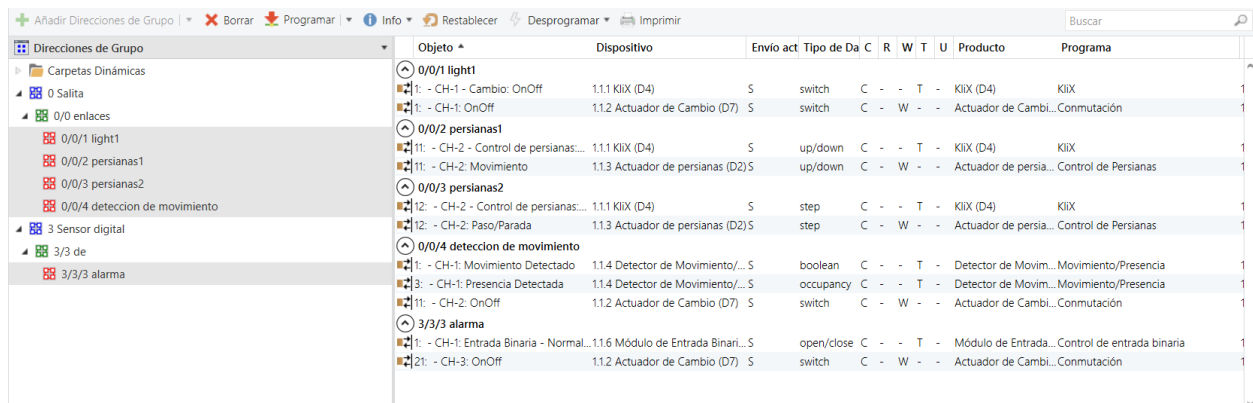 Añadir Direcciones de Grupo Borrar Programar Info Restablecer Desprogramar Imprimir Buscar
Direcciones de Grupo
Carpetas Dinámicas
0 Salita
0/0 enlaces
0/0/1 light1
0/0/2 persianas1
0/0/3 persianas2
0/0/4 deteccion de movimiento
3 Sensor digital
3/3 de
3/3/3 alarma
Objeto Dispositivo Envío act Tipo de Da C R W T U Producto Programa
0/0/1 light1
1: - CH-1 - Cambio: OnOff 1.1.1 KliX (D4) S switch C - - T - KliX (D4) KliX 1
1: - CH-1: OnOff 1.1.2 Actuador de Cambio (D7) S switch C - W - - Actuador de Cambi... Conmutación 1
0/0/2 persianas1
11: - CH-2 - Control de persianas:... 1.1.1 KliX (D4) S up/down C - - T - KliX (D4) KliX 1
11: - CH-2: Movimiento 1.1.3 Actuador de persianas (D2) S up/down C - W - - Actuador de persia... Control de Persianas 1
0/0/3 persianas2
12: - CH-2 - Control de persianas:... 1.1.1 KliX (D4) S step C - - T - KliX (D4) KliX 1
12: - CH-2: Paso/Parada 1.1.3 Actuador de persianas (D2) S step C - W - - Actuador de persia... Control de Persianas 1
0/0/4 deteccion de movimiento
1: - CH-1: Movimiento Detectado 1.1.4 Detector de Movimiento/... S boolean C - - T - Detector de Movim... Movimiento/Presencia 1
3: - CH-1: Presencia Detectada 1.1.4 Detector de Movimiento/... S occupancy C - - T - Detector de Movim... Movimiento/Presencia 1
11: - CH-2: OnOff 1.1.2 Actuador de Cambio (D7) S switch C - W - - Actuador de Cambi... Conmutación 1
3/3/3 alarma
1: - CH-1: Entrada Binaria - Normal... 1.1.6 Módulo de Entrada Binari... S open/close C - - T - Módulo de Entrada... Control de entrada binaria 1
21: - CH-3: OnOff 1.1.2 Actuador de Cambio (D7) S switch C - W - - Actuador de Cambi... Conmutación 1